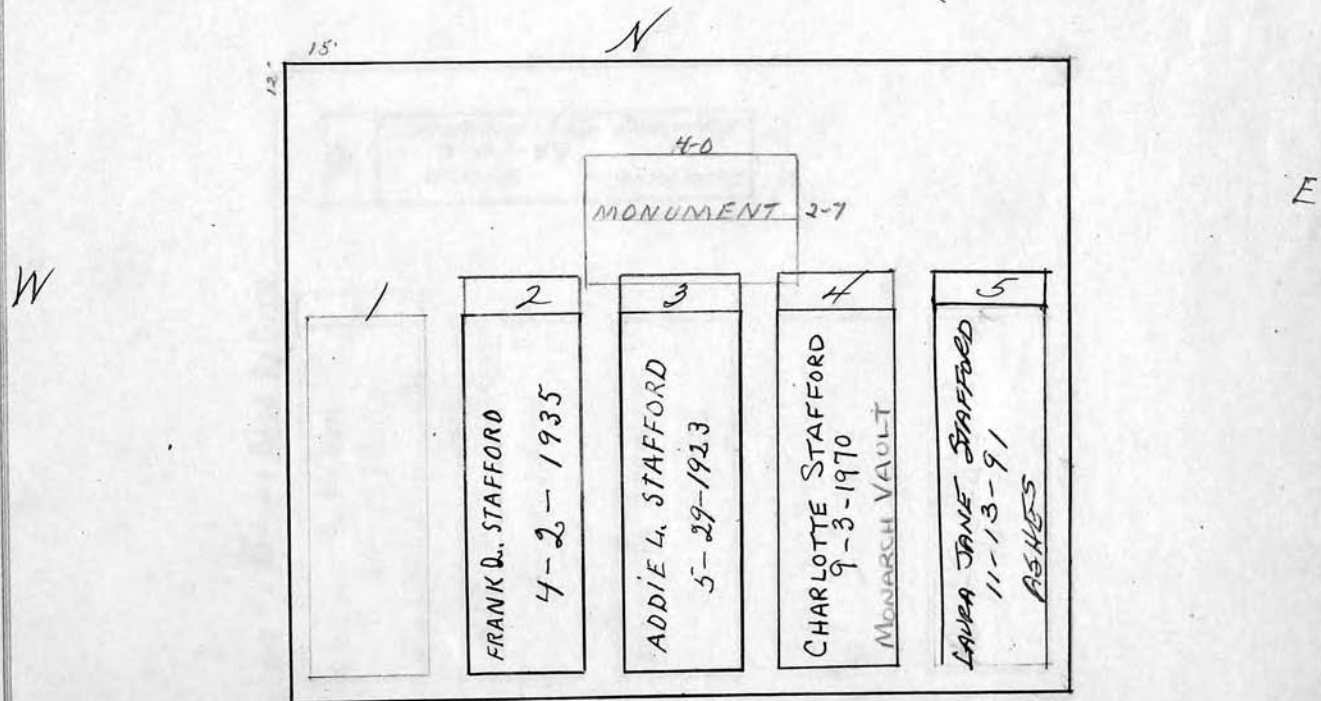 N
15'
12'
4-0
MONUMENT 2-7
E
W
1
2
3
4
5
FRANK D. STAFFORD
4-2-1935
ADDIE L. STAFFORD
5-29-1923
CHARLOTTE STAFFORD
9-3-1970
MONARCH VAULT
LAURA JANE STAFFORD
11-13-91
ASHES